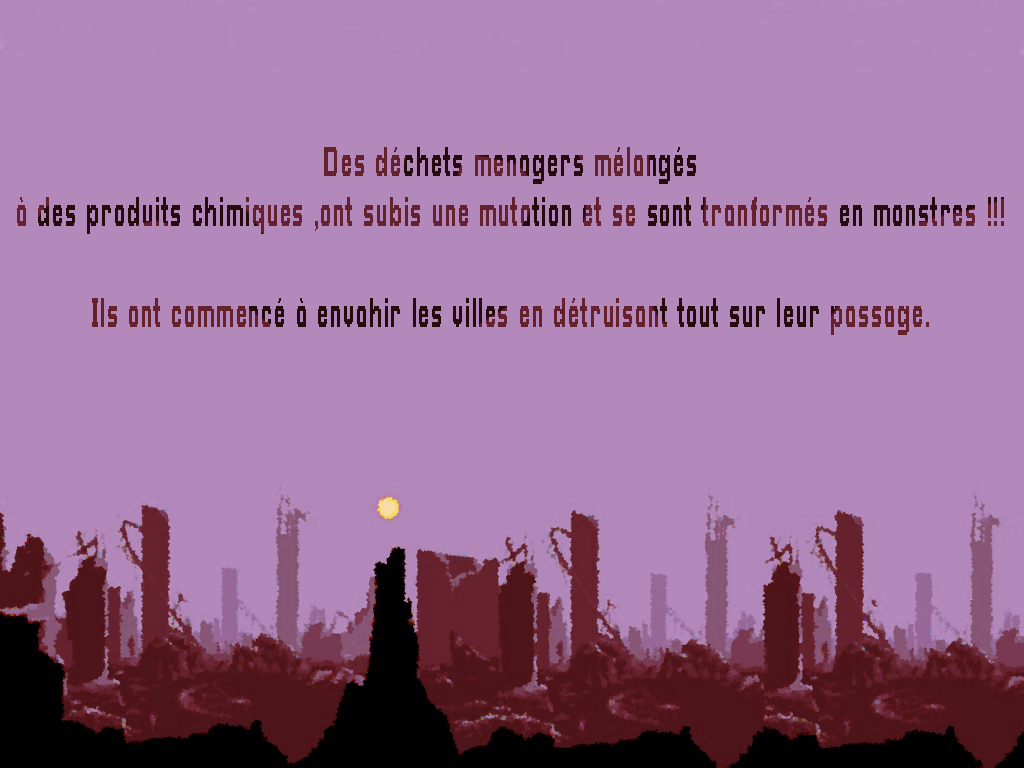 Des déchets menagers mélangés
à des produits chimiques ,ont subis une mutation et se sont tranformés en monstres !!!
Ils ont commencé à envahir les villes en détruisant tout sur leur passage.